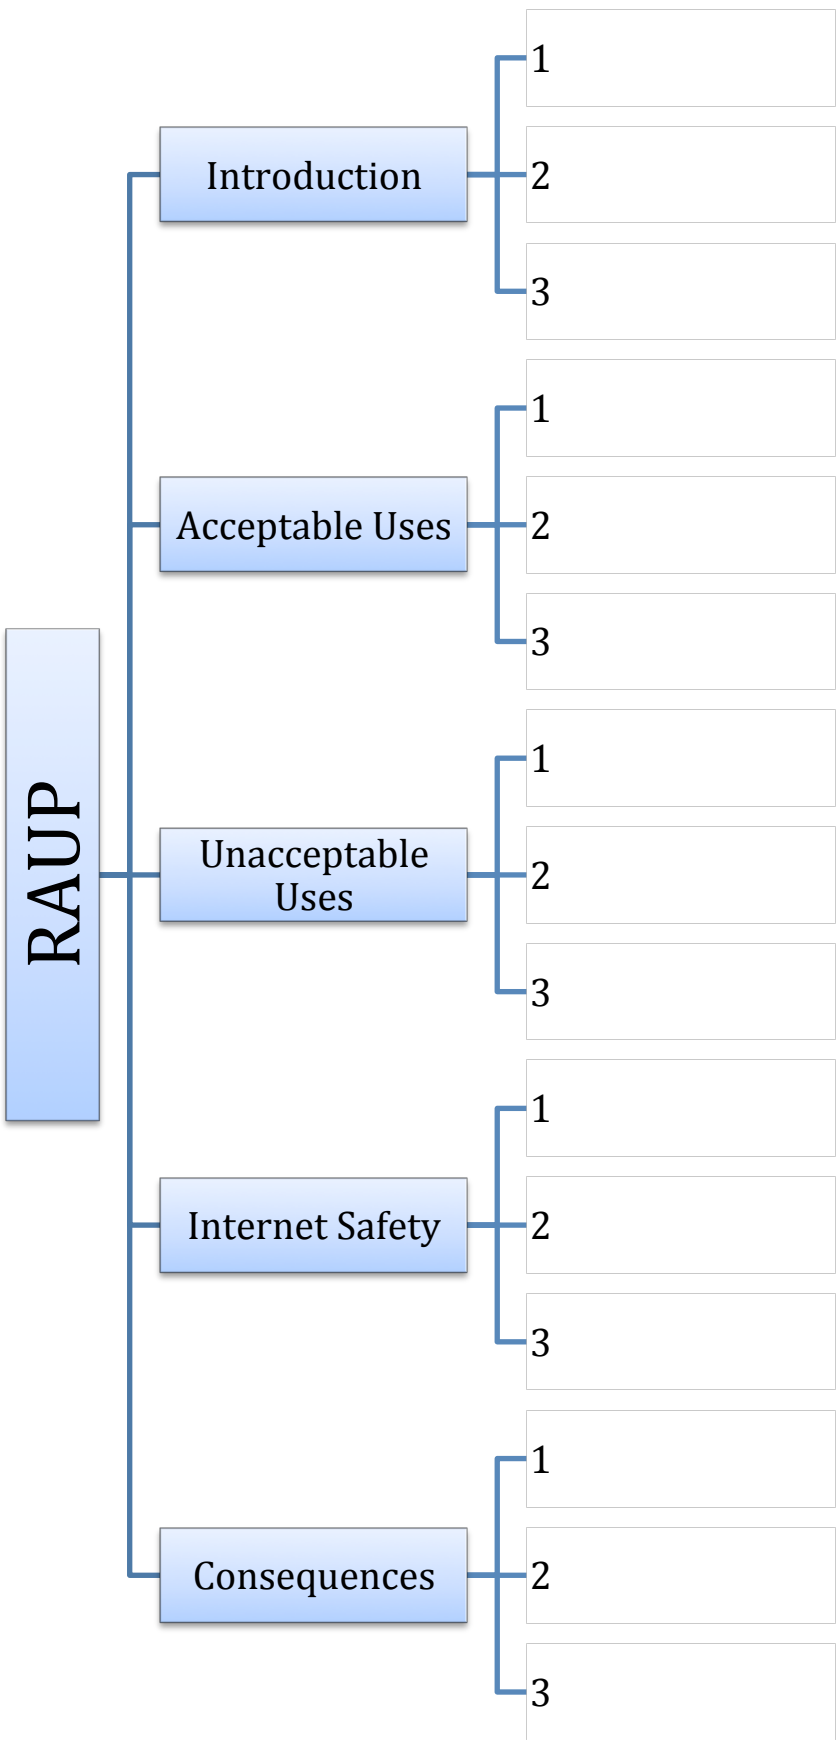 RAUP
Introduction
1
2
3
Acceptable Uses
1
2
3
Unacceptable
Uses
1
2
3
Internet Safety
1
2
3
Consequences
1
2
3